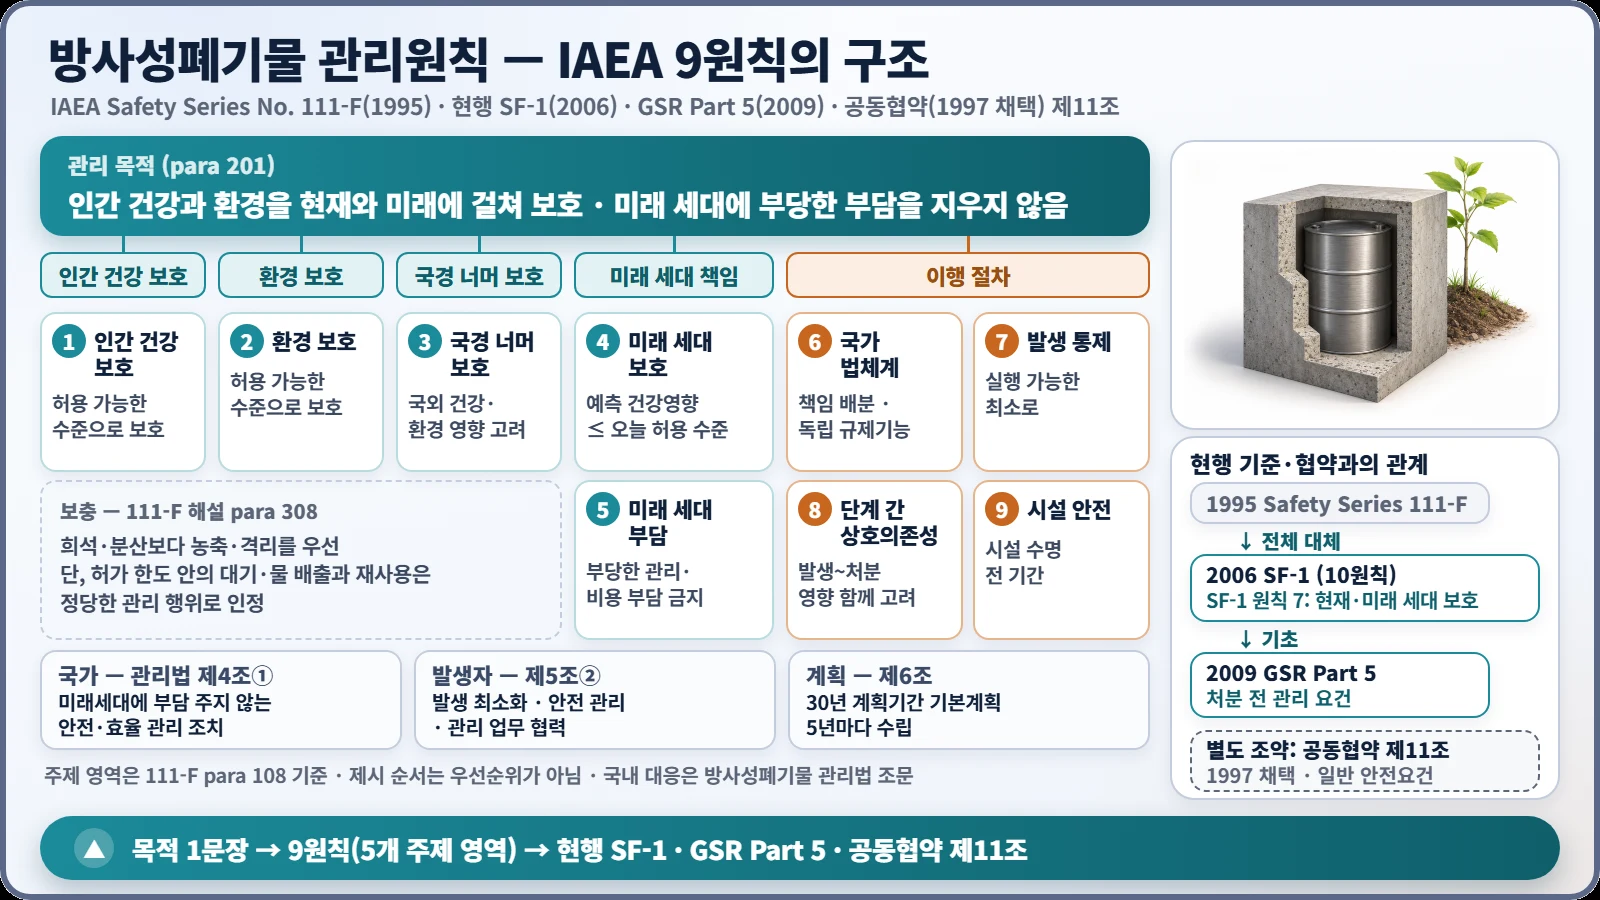 방사성폐기물 관리원칙 — IAEA 9원칙의 구조
IAEA Safety Series No. 111-F(1995) · 현행 SF-1(2006) · GSR Part 5(2009) · 공동협약(1997 채택) 제11조
관리 목적 (para 201)
인간 건강과 환경을 현재와 미래에 걸쳐 보호 · 미래 세대에 부당한 부담을 지우지 않음
인간 건강 보호
환경 보호
국경 너머 보호
미래 세대 책임
이행 절차
1 인간 건강
보호
허용 가능한
수준으로 보호
2 환경 보호
허용 가능한
수준으로 보호
3 국경 너머
보호
국외 건강·
환경 영향 고려
4 미래 세대
보호
예측 건강영향
≤ 오늘 허용 수준
6 국가
법체계
책임 배분 ·
독립 규제기능
7 발생 통제
실행 가능한
최소로
보충 — 111-F 해설 para 308
희석·분산보다 농축·격리를 우선
단, 허가 한도 안의 대기·물 배출과 재사용은
정당한 관리 행위로 인정
5 미래 세대
부담
부당한 관리·
비용 부담 금지
8 단계 간
상호의존성
발생~처분
영향 함께 고려
9 시설 안전
시설 수명
전 기간
국가 — 관리법 제4조①
미래세대에 부담 주지 않는
안전·효율 관리 조치
발생자 — 제5조②
발생 최소화 · 안전 관리
· 관리 업무 협력
계획 — 제6조
30년 계획기간 기본계획
5년마다 수립
주제 영역은 111-F para 108 기준 · 제시 순서는 우선순위가 아님 · 국내 대응은 방사성폐기물 관리법 조문
현행 기준·협약과의 관계
1995 Safety Series 111-F
↓ 전체 대체
2006 SF-1 (10원칙)
SF-1 원칙 7: 현재·미래 세대 보호
↓ 기초
2009 GSR Part 5
처분 전 관리 요건
별도 조약: 공동협약 제11조
1997 채택 · 일반 안전요건
▲ 목적 1문장 → 9원칙(5개 주제 영역) → 현행 SF-1 · GSR Part 5 · 공동협약 제11조